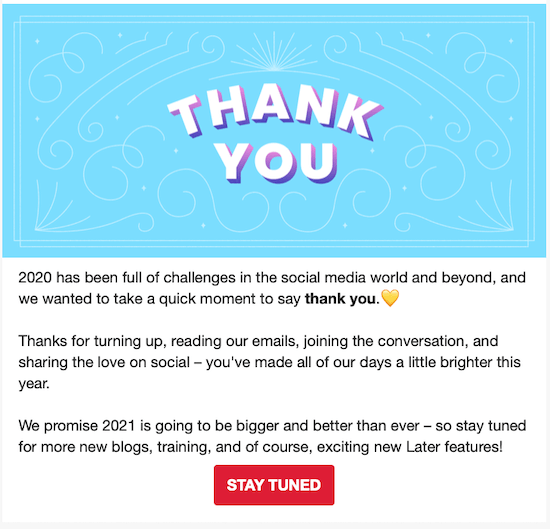 THANK
YOU
2020 has been full of challenges in the social media world and beyond, and
we wanted to take a quick moment to say thank you.💛
Thanks for turning up, reading our emails, joining the conversation, and
sharing the love on social – you've made all of our days a little brighter this
year.
We promise 2021 is going to be bigger and better than ever – so stay tuned
for more new blogs, training, and of course, exciting new Later features!
STAY TUNED